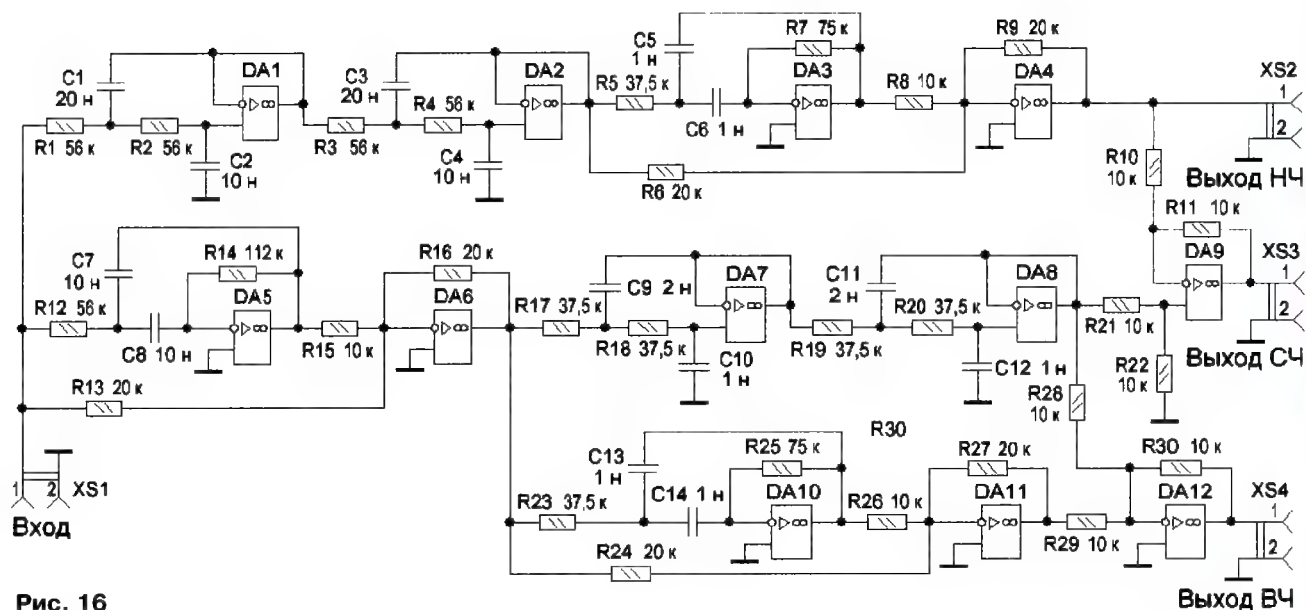 C1
20 н
DA1
C3
20 н
DA2
R4 56 к
C5
1 н
R5 37,5 к
R7 75 к
DA3
R8 10 к
R9 20 к
DA4
XS2
1
2
R1 56 к
R2 56 к
C2
10 н
R3 56 к
C4
10 н
C6 1 н
R6 20 к
R10
10 к
Выход НЧ
R11 10 к
DA9
XS3
1
2
Выход СЧ
C7
10 н
R14 112 к
DA5
R12 56 к
C8 10 н
R15 10 к
R16 20 к
DA6
R13 20 к
R17 37,5 к
C9 2 н
R18 37,5 к
C10
1 н
DA7
C11
2 н
R19 37,5 к
R20 37,5 к
C12 1 н
DA8
R21 10 к
R22
10 к
R28
10 к
R30
1
2
XS1
Вход
C13
1 н
R23 37,5 к
C14 1 н
R25 75 к
DA10
R26 10 к
R24 20 к
R27 20 к
DA11
R29 10 к
R30 10 к
DA12
XS4
1
2
Выход ВЧ
Рис. 16